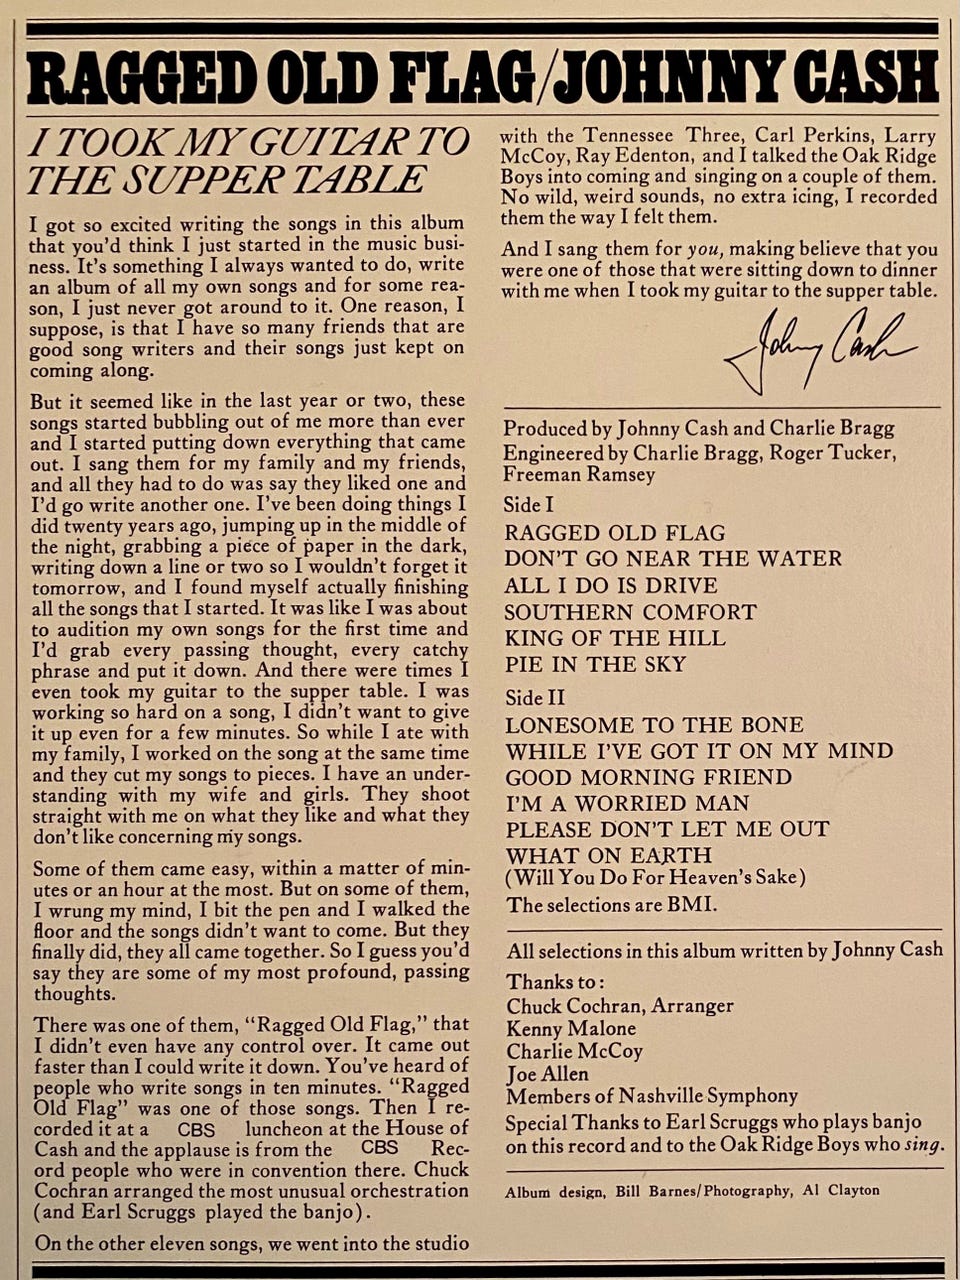 RAGGED OLD FLAG/JOHNNY CASH
I TOOK MY GUITAR TO
THE SUPPER TABLE
I got so excited writing the songs in this album
that you'd think I just started in the music busi-
ness. It's something I always wanted to do, write
an album of all my own songs and for some rea-
son, I just never got around to it. One reason, I
suppose, is that I have so many friends that are
good song writers and their songs just kept on
coming along.
But it seemed like in the last year or two, these
songs started bubbling out of me more than ever
and I started putting down everything that came
out. I sang them for my family and my friends,
and all they had to do was say they liked one and
I'd go write another one. I've been doing things I
did twenty years ago, jumping up in the middle of
the night, grabbing a piece of paper in the dark,
writing down a line or two so I wouldn't forget it
tomorrow, and I found myself actually finishing
all the songs that I started. It was like I was about
to audition my own songs for the first time and
I'd grab every passing thought, every catchy
phrase and put it down. And there were times I
even took my guitar to the supper table. I was
working so hard on a song, I didn't want to give
it up even for a few minutes. So while I ate with
my family, I worked on the song at the same time
and they cut my songs to pieces. I have an under-
standing with my wife and girls. They shoot
straight with me on what they like and what they
don't like concerning my songs.
Some of them came easy, within a matter of min-
utes or an hour at the most. But on some of them,
I wrung my mind, I bit the pen and I walked the
floor and the songs didn't want to come. But they
finally did, they all came together. So I guess you'd
say they are some of my most profound, passing
thoughts.
There was one of them, "Ragged Old Flag," that
I didn't even have any control over. It came out
faster than I could write it down. You've heard of
people who write songs in ten minutes. "Ragged
Old Flag" was one of those songs. Then I re-
corded it at a CBS luncheon at the House of
Cash and the applause is from the CBS Rec-
ord people who were in convention there. Chuck
Cochran arranged the most unusual orchestration
(and Earl Scruggs played the banjo).
On the other eleven songs, we went into the studio
with the Tennessee Three, Carl Perkins, Larry
McCoy, Ray Edenton, and I talked the Oak Ridge
Boys into coming and singing on a couple of them.
No wild, weird sounds, no extra icing, I recorded
them the way I felt them.
And I sang them for you, making believe that you
were one of those that were sitting down to dinner
with me when I took my guitar to the supper table.
Johnny Cash
Produced by Johnny Cash and Charlie Bragg
Engineered by Charlie Bragg, Roger Tucker,
Freeman Ramsey
Side I
RAGGED OLD FLAG
DON'T GO NEAR THE WATER
ALL I DO IS DRIVE
SOUTHERN COMFORT
KING OF THE HILL
PIE IN THE SKY
Side II
LONESOME TO THE BONE
WHILE I'VE GOT IT ON MY MIND
GOOD MORNING FRIEND
I'M A WORRIED MAN
PLEASE DON'T LET ME OUT
WHAT ON EARTH
(Will You Do For Heaven's Sake)
The selections are BMI.
All selections in this album written by Johnny Cash
Thanks to:
Chuck Cochran, Arranger
Kenny Malone
Charlie McCoy
Joe Allen
Members of Nashville Symphony
Special Thanks to Earl Scruggs who plays banjo
on this record and to the Oak Ridge Boys who sing.
Album design, Bill Barnes/Photography, Al Clayton